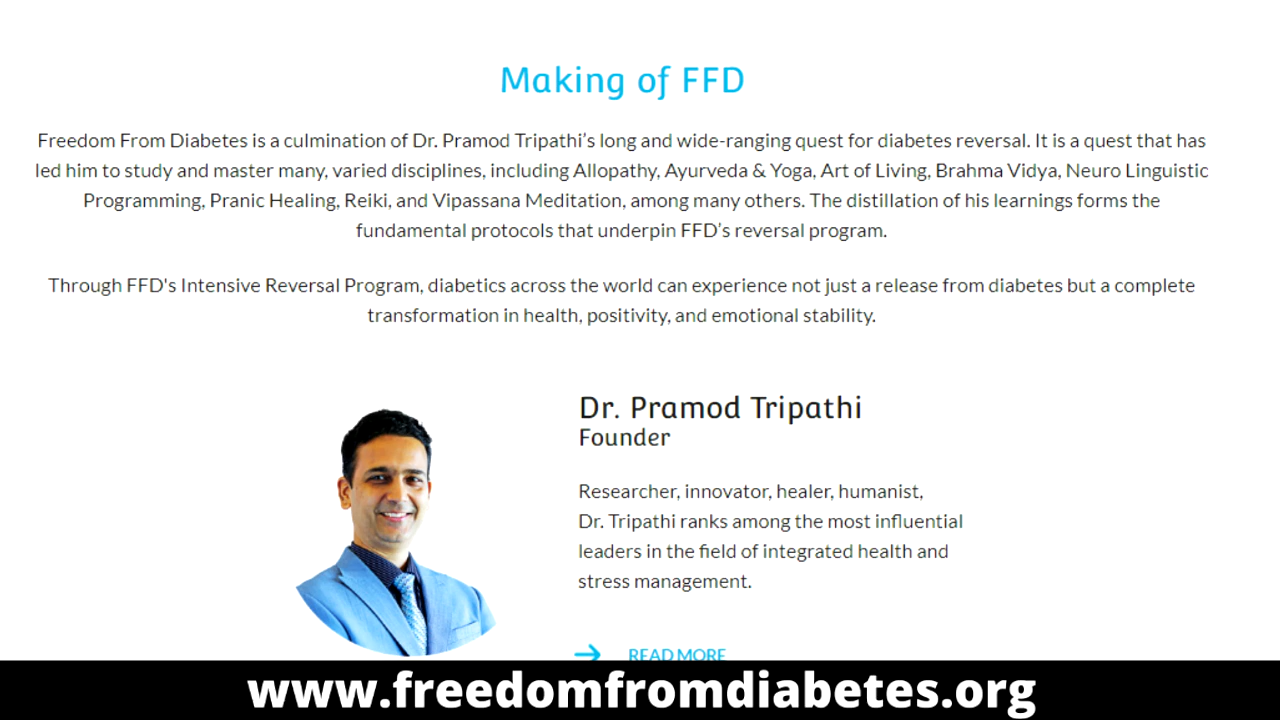 Making of FFD
Freedom From Diabetes is a culmination of Dr. Pramod Tripathi’s long and wide-ranging quest for diabetes reversal. It is a quest that has
led him to study and master many, varied disciplines, including Allopathy, Ayurveda & Yoga, Art of Living, Brahma Vidya, Neuro Linguistic
Programming, Pranic Healing, Reiki, and Vipassana Meditation, among many others. The distillation of his learnings forms the
fundamental protocols that underpin FFD’s reversal program.
Through FFD's Intensive Reversal Program, diabetics across the world can experience not just a release from diabetes but a complete
transformation in health, positivity, and emotional stability.
Dr. Pramod Tripathi
Founder
Researcher, innovator, healer, humanist,
Dr. Tripathi ranks among the most influential
leaders in the field of integrated health and
stress management.
READ MORE
www.freedomfromdiabetes.org